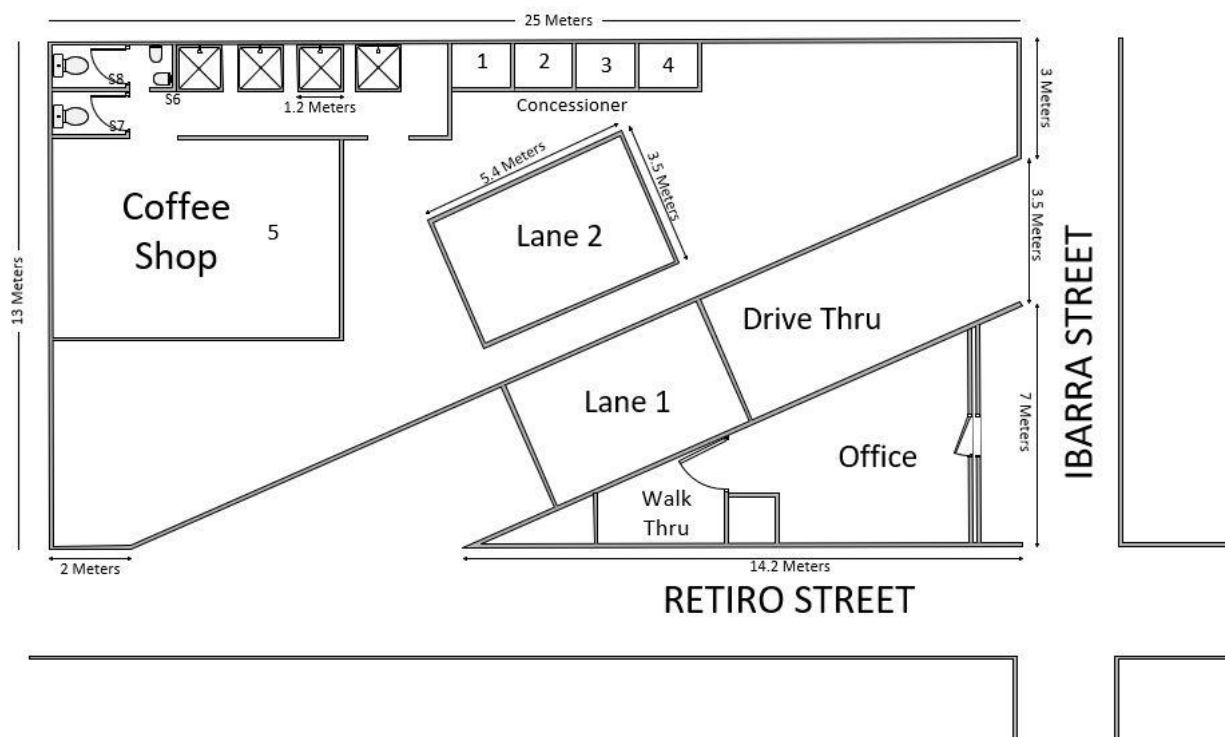 25 Meters
13 Meters
S8
S6
S7
1.2 Meters
1
2
3
4
Concessioner
3 Meters
5.4 Meters
3.5 Meters
Coffee
Shop
5
Lane 2
3.5 Meters
Drive Thru
IBARRA STREET
Lane 1
7 Meters
Office
Walk
Thru
2 Meters
14.2 Meters
RETIRO STREET